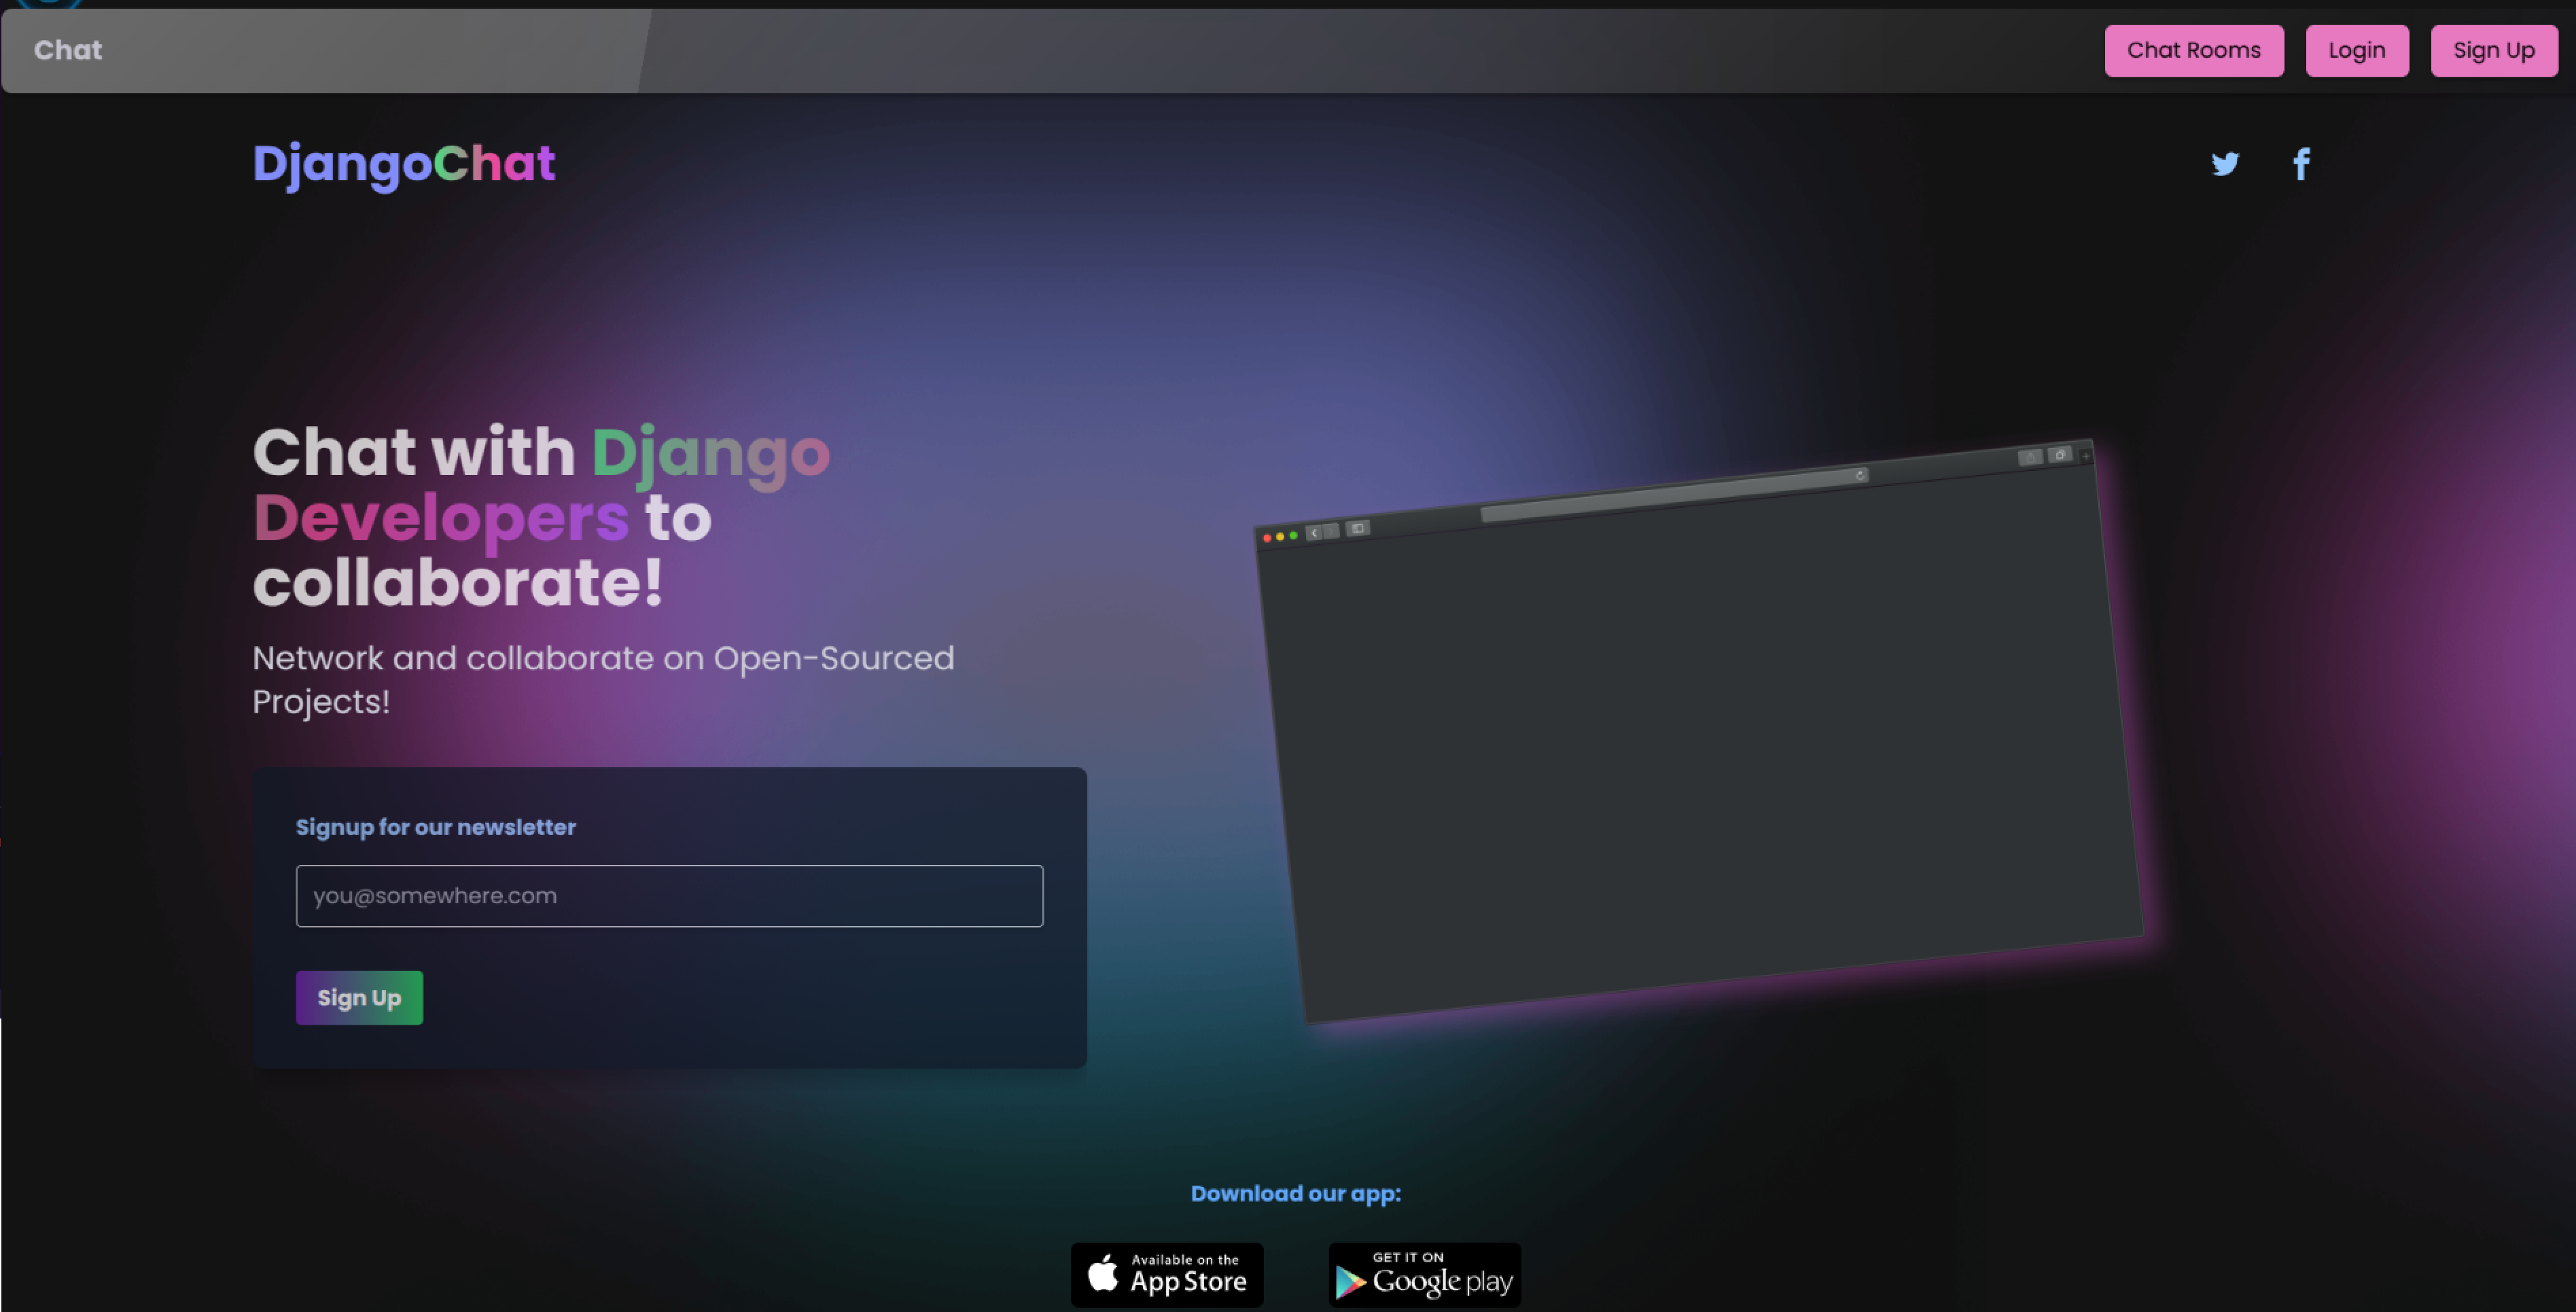 Chat
Chat Rooms
Login
Sign Up
DjangoChat
Chat with Django
Developers to
collaborate!
Network and collaborate on Open-Sourced
Projects!
Signup for our newsletter
you@somewhere.com
Sign Up
Download our app:
Available on the
App Store
GET IT ON
Google play